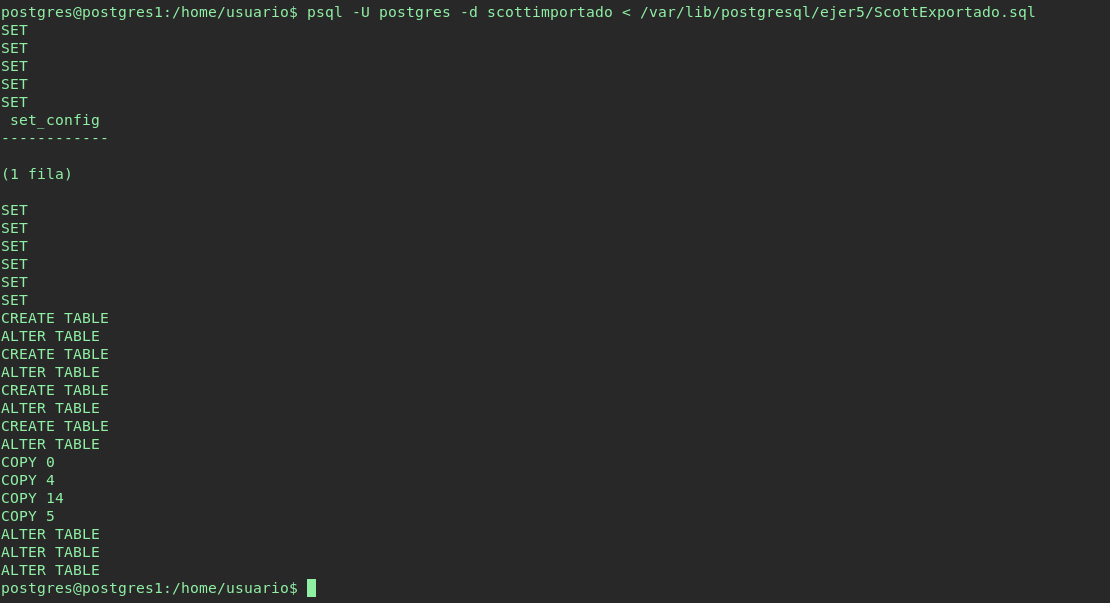 postgres@postgres1:/home/usuario$ psql -U postgres -d scottimportado < /var/lib/postgresql/ejer5/ScottExportado.sql
SET
SET
SET
SET
SET
 set_config
------------

(1 fila)

SET
SET
SET
SET
SET
SET
CREATE TABLE
ALTER TABLE
CREATE TABLE
ALTER TABLE
CREATE TABLE
ALTER TABLE
CREATE TABLE
ALTER TABLE
COPY 0
COPY 4
COPY 14
COPY 5
ALTER TABLE
ALTER TABLE
ALTER TABLE
postgres@postgres1:/home/usuario$